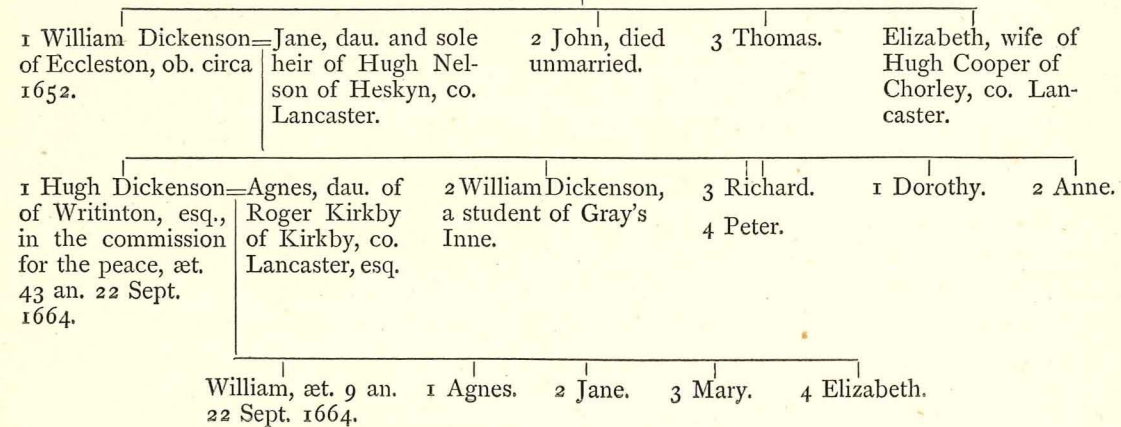 1 William Dickenson=Jane, dau. and sole
of Eccleston, ob. circa heir of Hugh Nel-
1652. son of Heskyn, co.
Lancaster.
2 John, died
unmarried.
3 Thomas.
Elizabeth, wife of
Hugh Cooper of
Chorley, co. Lan-
caster.
1 Hugh Dickenson=Agnes, dau. of
of Writinton, esq., Roger Kirkby
in the commission of Kirkby, co.
for the peace, æt. Lancaster, esq.
43 an. 22 Sept.
1664.
2 William Dickenson,
a student of Gray's
Inne.
3 Richard.
4 Peter.
1 Dorothy.
2 Anne.
William, æt. 9 an.
22 Sept. 1664.
1 Agnes.
2 Jane.
3 Mary.
4 Elizabeth.